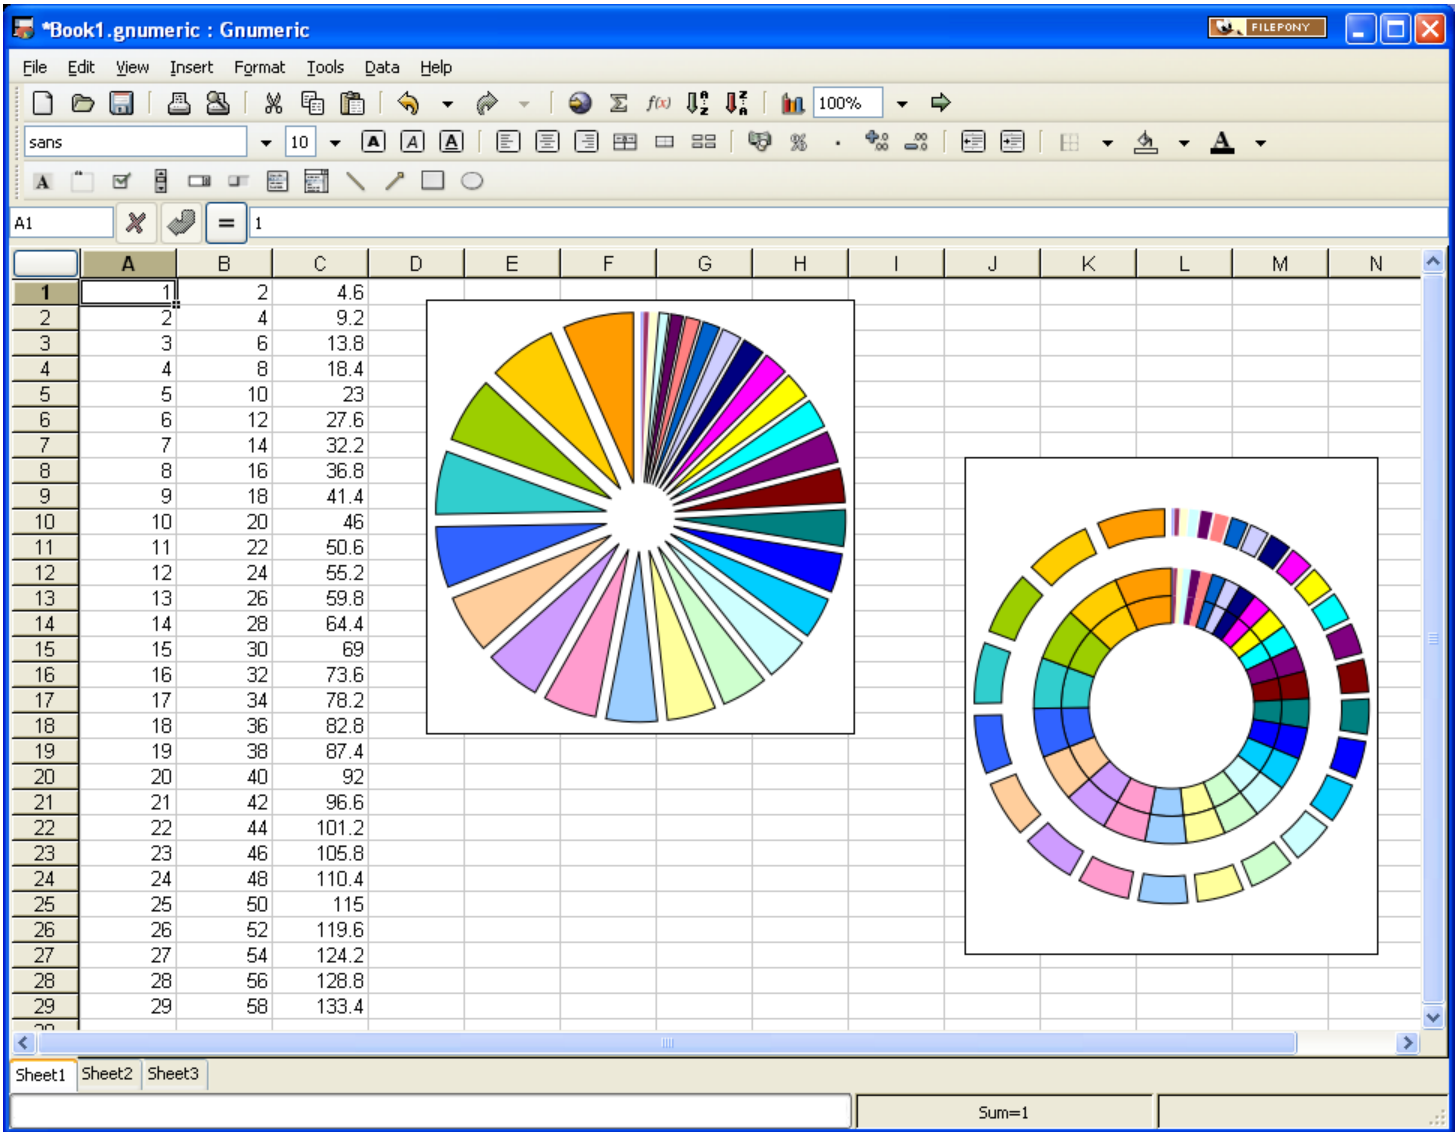 *Book1.gnumeric : Gnumeric FILEPONY
File Edit View Insert Format Tools Data Help
f(x) A Z Z A 100%
sans 10 A A A % A
A
A1 = 1
A B C D E F G H I J K L M N
1 1 2 4.6
2 2 4 9.2
3 3 6 13.8
4 4 8 18.4
5 5 10 23
6 6 12 27.6
7 7 14 32.2
8 8 16 36.8
9 9 18 41.4
10 10 20 46
11 11 22 50.6
12 12 24 55.2
13 13 26 59.8
14 14 28 64.4
15 15 30 69
16 16 32 73.6
17 17 34 78.2
18 18 36 82.8
19 19 38 87.4
20 20 40 92
21 21 42 96.6
22 22 44 101.2
23 23 46 105.8
24 24 48 110.4
25 25 50 115
26 26 52 119.6
27 27 54 124.2
28 28 56 128.8
29 29 58 133.4
Sheet1 Sheet2 Sheet3
Sum=1